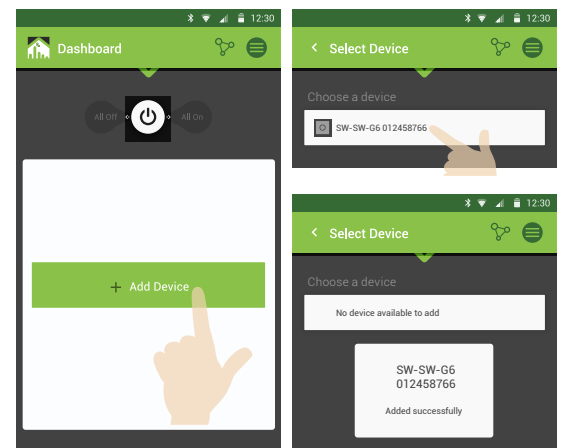 12:30
Dashboard
All Off
All On
+ Add Device
12:30
Select Device
Choose a device
SW-SW-G6 012458766
12:30
Select Device
Choose a device
No device available to add
SW-SW-G6
012458766
Added successfully